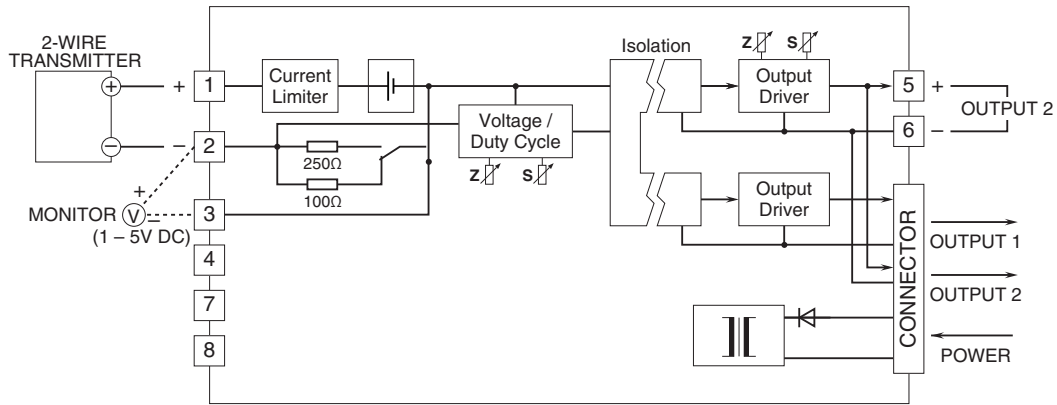 2-WIRE
TRANSMITTER
+
−
+
−
+
−
1
2
3
4
7
8
Current
Limiter
250Ω
100Ω
+
MONITOR V −
(1 – 5V DC)
Voltage /
Duty Cycle
Z
S
Isolation
Z
S
Output
Driver
Output
Driver
5
6
+
−
OUTPUT 2
CONNECTOR
OUTPUT 1
OUTPUT 2
POWER